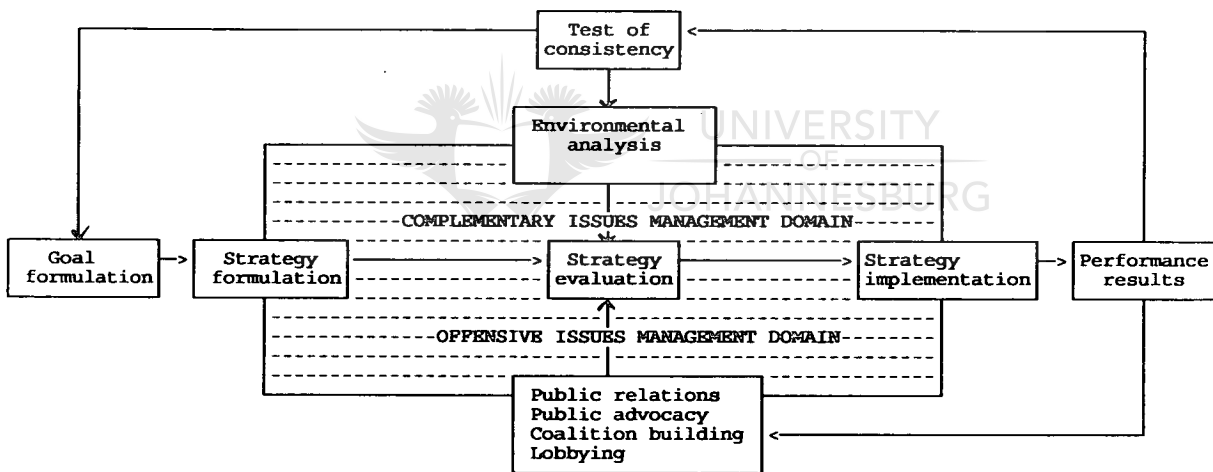 Test of
consistency
Environmental
analysis
UNIVERSITY
OF
JOHANNESBURG
COMPLEMENTARY ISSUES MANAGEMENT DOMAIN
Goal
formulation
Strategy
formulation
Strategy
evaluation
Strategy
implementation
Performance
results
OFFENSIVE ISSUES MANAGEMENT DOMAIN
Public relations
Public advocacy
Coalition building
Lobbying